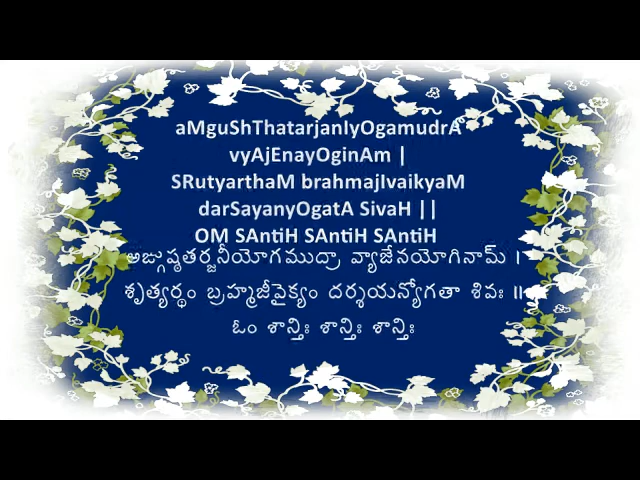 aMguShThatarjanIyOgamudrA
vyAjEnayOginAm |
SRutyarthaM brahmajIvaikyaM
darSayanyOgatA SivaH ||
OM SAntiH SAntiH SAntiH
అఙ్గుష్ఠతర్జనీయోగముద్రా వ్యాజేనయోగినామ్ ।
శృత్యర్థం బ్రహ్మజీవైక్యం దర్శయన్యోగతా శివః ॥
ఓం శాన్తిః శాన్తిః శాన్తిః